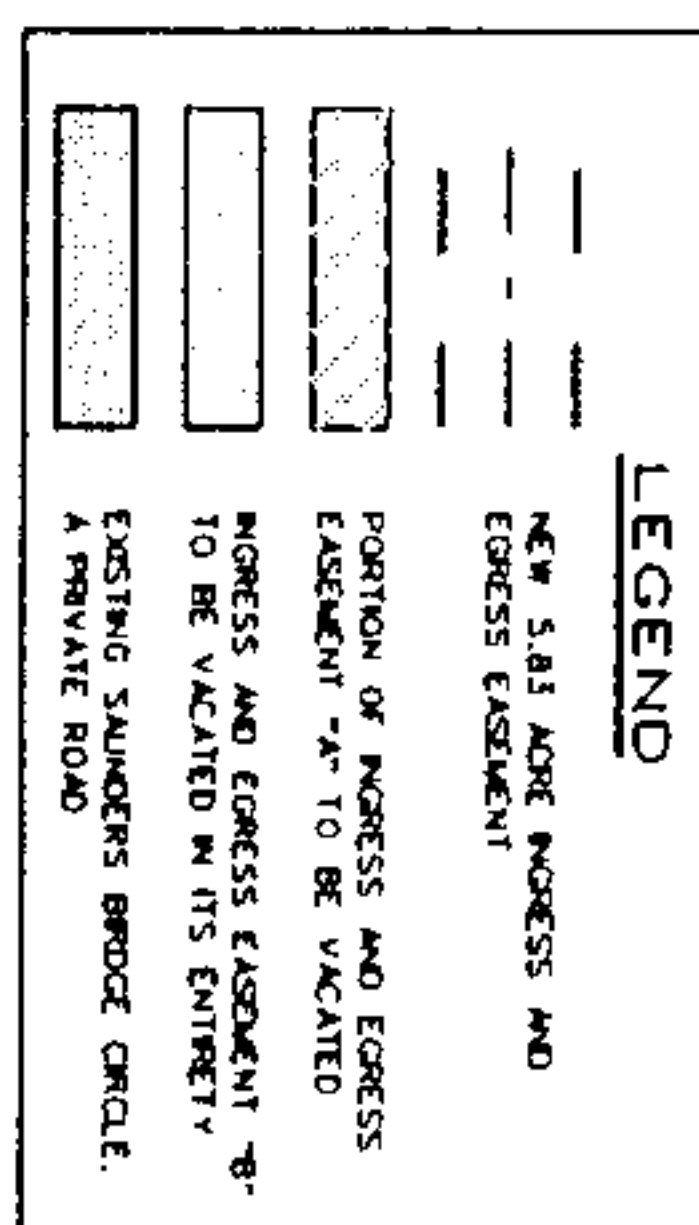 LEGEND
NEW 5.83 ACRE INGRESS AND
EGRESS EASEMENT
PORTION OF INGRESS AND EGRESS
EASEMENT "A" TO BE VACATED
INGRESS AND EGRESS EASEMENT "B"
TO BE VACATED IN ITS ENTIRETY
EXISTING SAUNDERS BIRDGE CIRCLE,
A PRIVATE ROAD